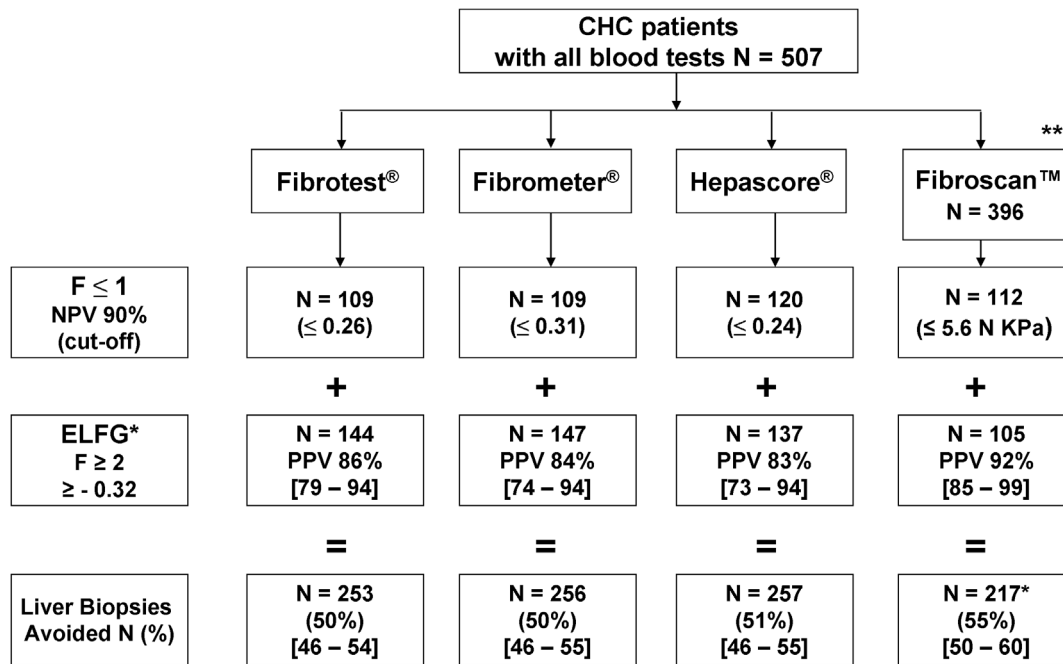 CHC patients
with all blood tests N = 507
**
Fibrotest®
Fibrometer®
Hepascore®
Fibroscan™
N = 396
F ≤ 1
NPV 90%
(cut-off)
N = 109
(≤ 0.26)
N = 109
(≤ 0.31)
N = 120
(≤ 0.24)
N = 112
(≤ 5.6 N KPa)
+
+
+
+
ELFG*
F ≥ 2
≥ - 0.32
N = 144
PPV 86%
[79 – 94]
N = 147
PPV 84%
[74 – 94]
N = 137
PPV 83%
[73 – 94]
N = 105
PPV 92%
[85 – 99]
=
=
=
=
Liver Biopsies
Avoided N (%)
N = 253
(50%)
[46 – 54]
N = 256
(50%)
[46 – 55]
N = 257
(51%)
[46 – 55]
N = 217*
(55%)
[50 – 60]